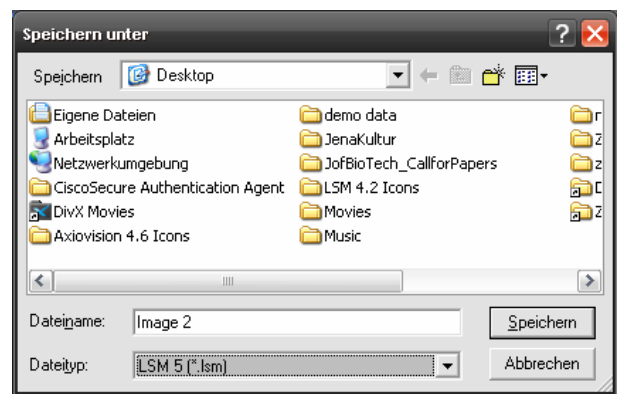 Speichern unter
Speichern Desktop
Eigene Dateien
Arbeitsplatz
Netzwerkumgebung
CiscoSecure Authentication Agent
DivX Movies
Axiovision 4.6 Icons
demo data
JenaKultur
JofBioTech_CallforPapers
LSM 4.2 Icons
Movies
Music
Dateiname: Image 2
Speichern
Dateityp: LSM 5 (*.lsm)
Abbrechen